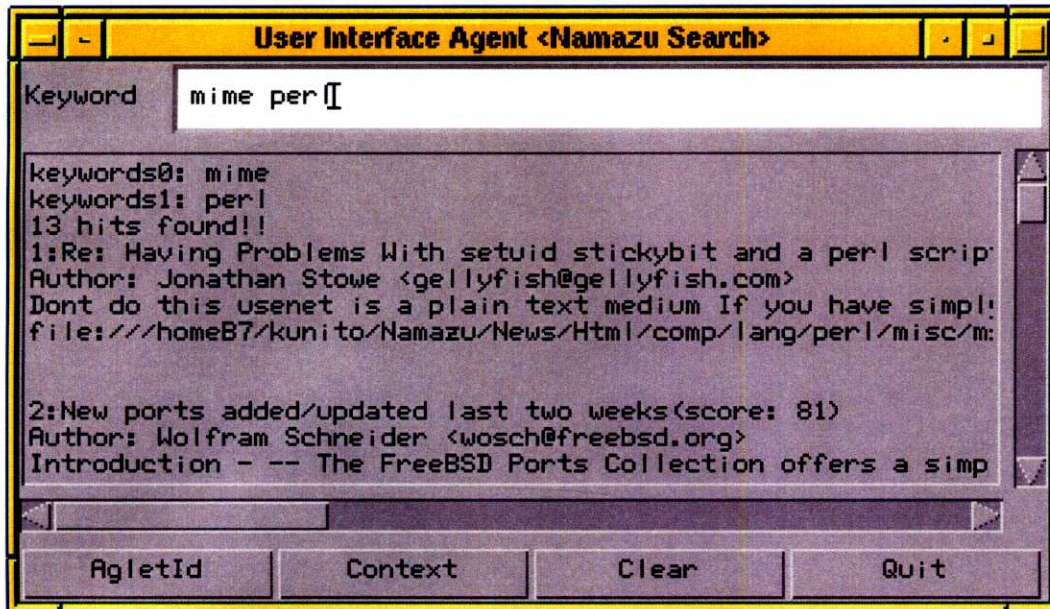 User Interface Agent <Namazu Search>
Keyword mime perl
keywords0: mime
keywords1: perl
13 hits found!!
1:Re: Having Problems With setuid stickybit and a perl scrip
Author: Jonathan Stowe <gellyfish@gellyfish.com>
Dont do this usenet is a plain text medium If you have simply
file:///homeB7/kunito/Namazu/News/Html/comp/lang/perl/misc/m
2:New ports added/updated last two weeks(score: 81)
Author: Wolfram Schneider <wosch@freebsd.org>
Introduction - -- The FreeBSD Ports Collection offers a simp
AgletId Context Clear Quit